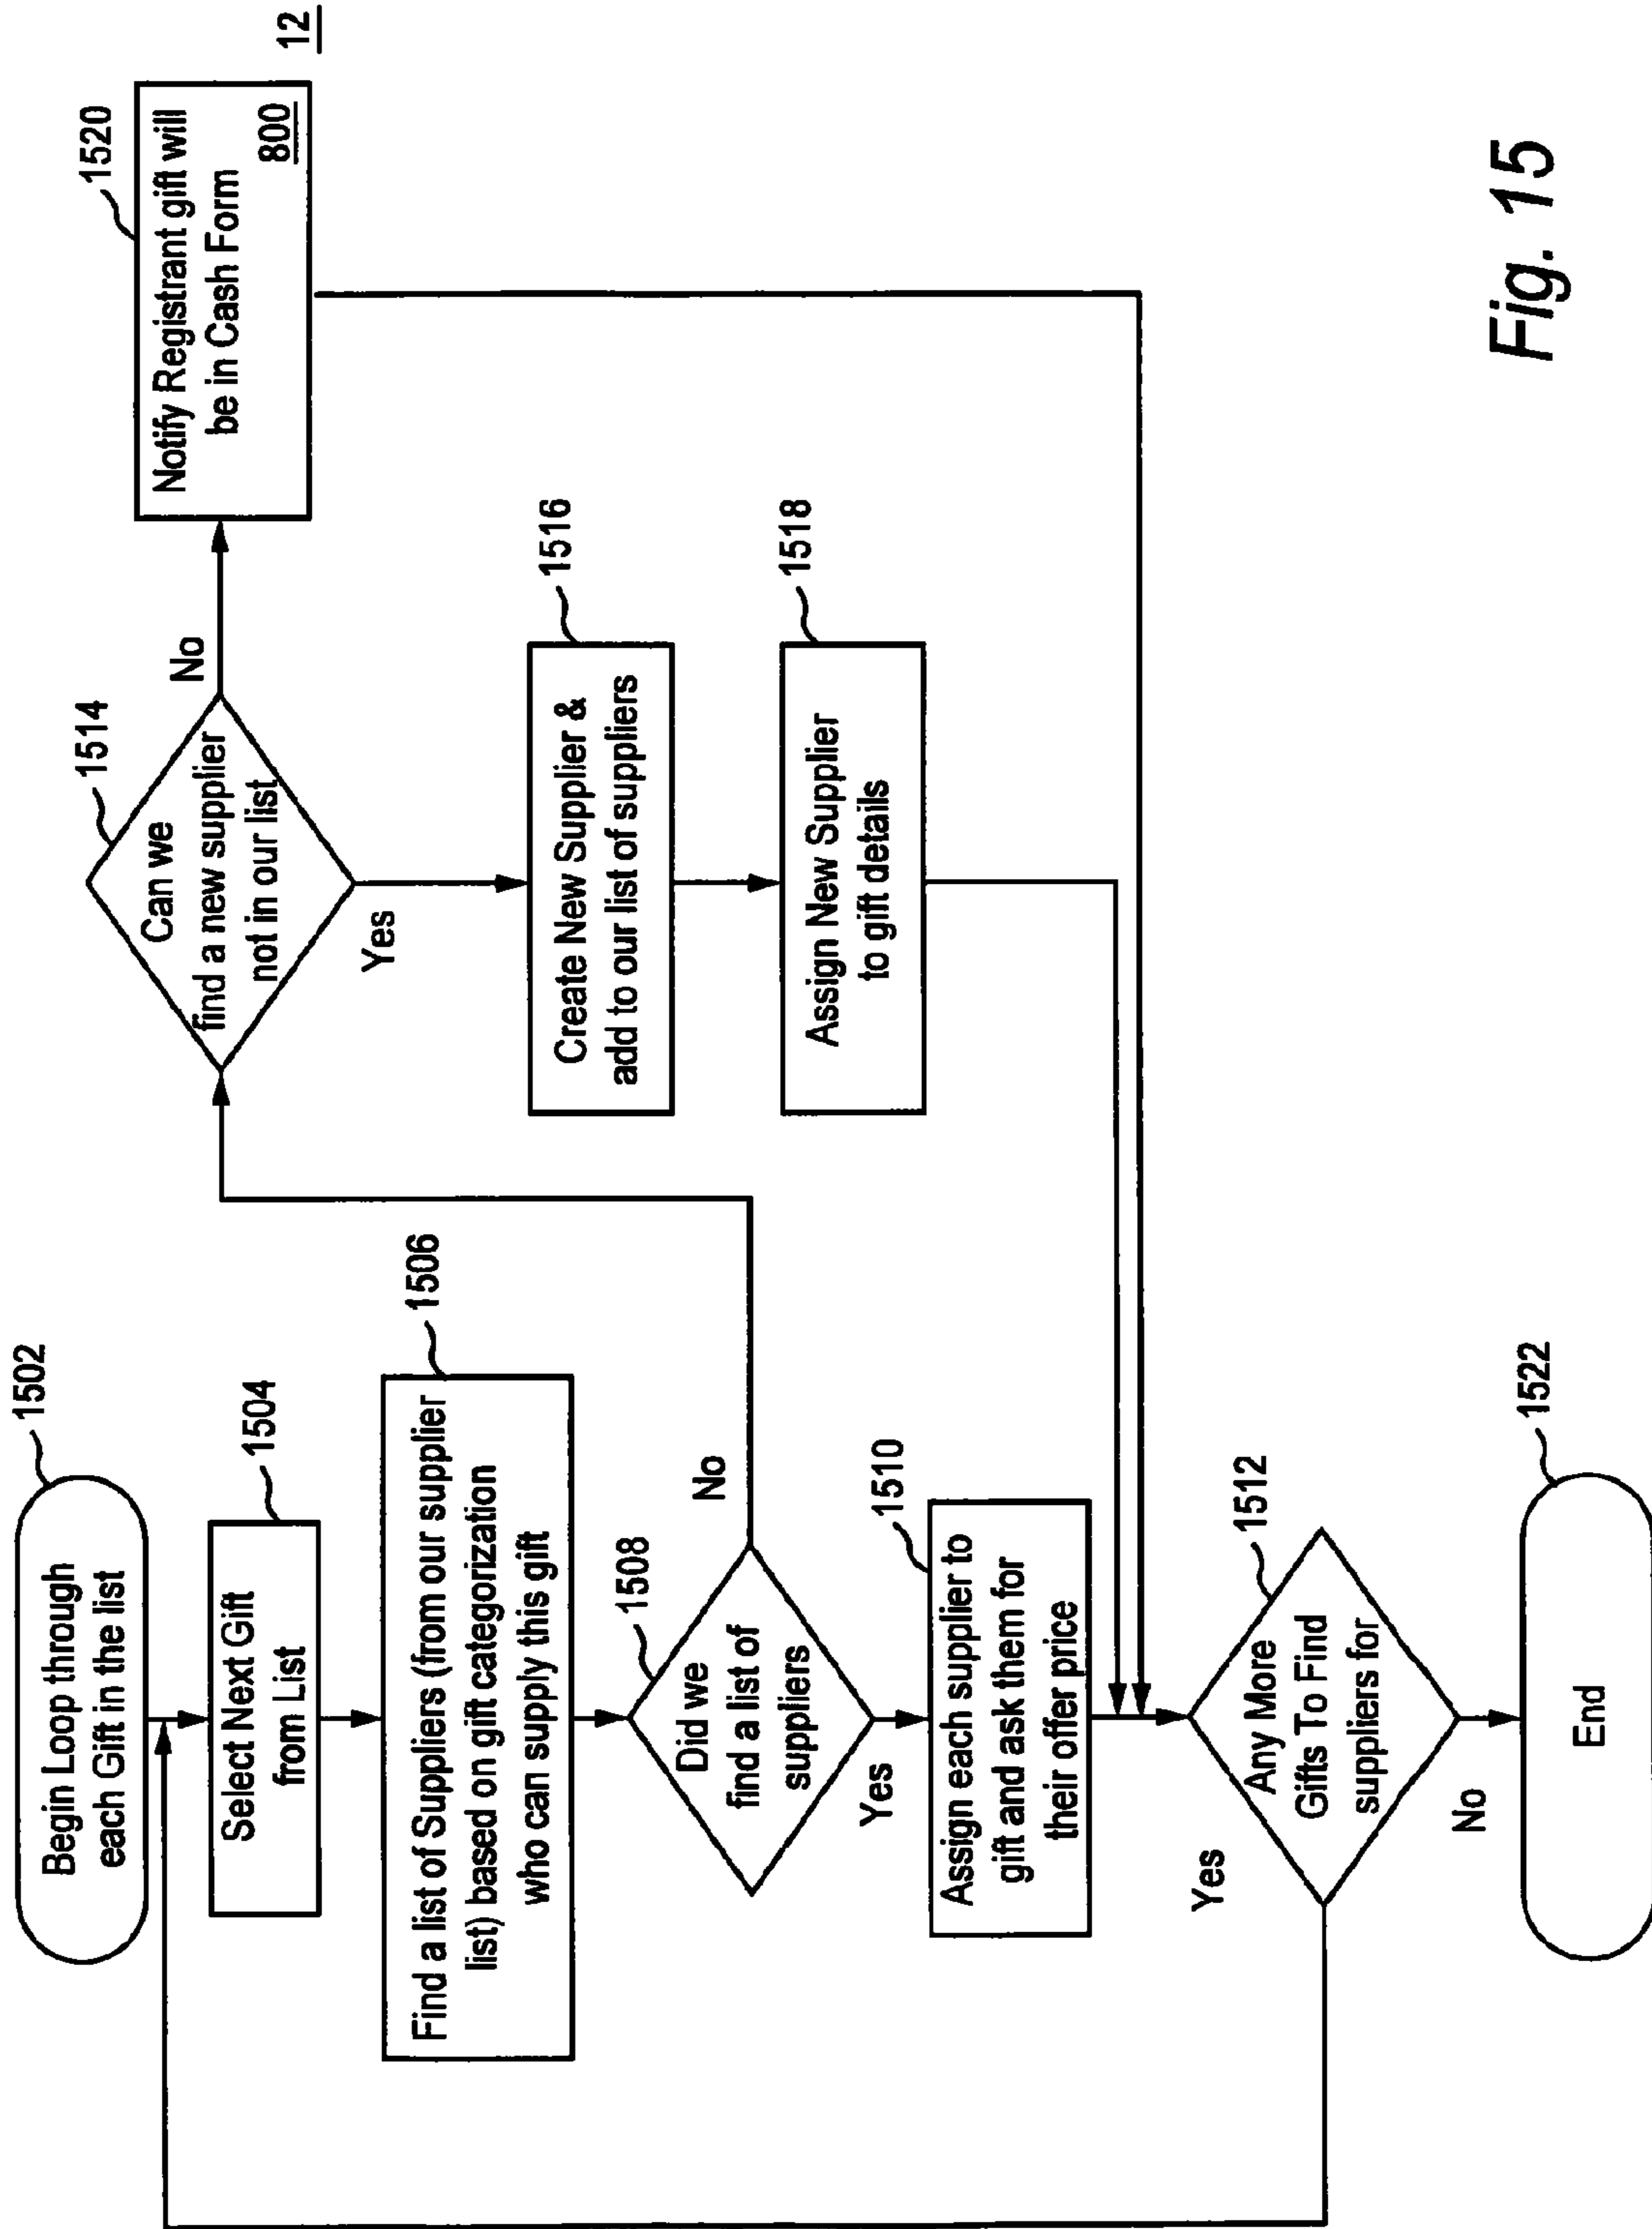 1502
Begin Loop through
each Gift in the list
1504
Select Next Gift
from List
1506
Find a list of Suppliers (from our supplier
list) based on gift categorization
who can supply this gift
1508
Did we
find a list of
suppliers
No
Yes
1510
Assign each supplier to
gift and ask them for
their offer price
1512
Any More
Gifts To Find
suppliers for
Yes
No
1522
End
1514
Can we
find a new supplier
not in our list
No
Yes
1516
Create New Supplier &
add to our list of suppliers
1518
Assign New Supplier
to gift details
1520
Notify Registrant gift will
be in Cash Form
800
12
Fig. 15